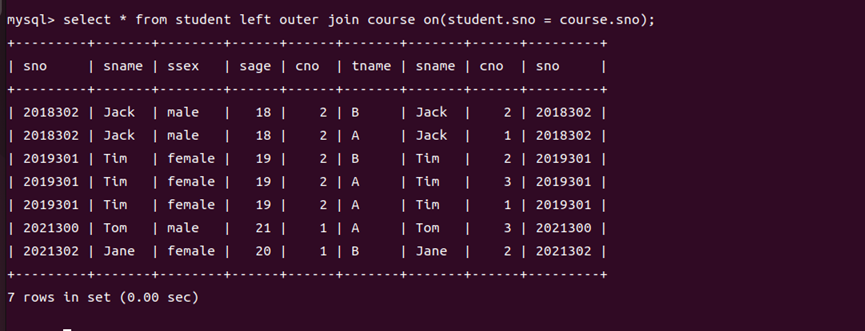 mysql> select * from student left outer join course on(student.sno = course.sno);
+---------+-------+--------+------+------+-------+-------+------+---------+
| sno     | sname | ssex   | sage | cno  | tname | sname | cno  | sno     |
+---------+-------+--------+------+------+-------+-------+------+---------+
| 2018302 | Jack  | male   |   18 |    2 | B     | Jack  |    2 | 2018302 |
| 2018302 | Jack  | male   |   18 |    2 | A     | Jack  |    1 | 2018302 |
| 2019301 | Tim   | female |   19 |    2 | B     | Tim   |    2 | 2019301 |
| 2019301 | Tim   | female |   19 |    2 | A     | Tim   |    3 | 2019301 |
| 2019301 | Tim   | female |   19 |    2 | A     | Tim   |    1 | 2019301 |
| 2021300 | Tom   | male   |   21 |    1 | A     | Tom   |    3 | 2021300 |
| 2021302 | Jane  | female |   20 |    1 | B     | Jane  |    2 | 2021302 |
+---------+-------+--------+------+------+-------+-------+------+---------+
7 rows in set (0.00 sec)